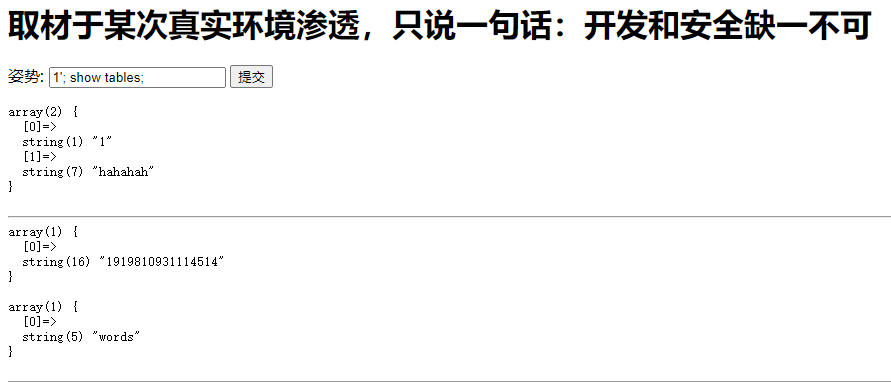 取材于某次真实环境渗透，只说一句话：开发和安全缺一不可
姿势: 1'; show tables; 提交
array(2) {
  [0]=>
  string(1) "1"
  [1]=>
  string(7) "hahahah"
}
array(1) {
  [0]=>
  string(16) "1919810931114514"
}
array(1) {
  [0]=>
  string(5) "words"
}